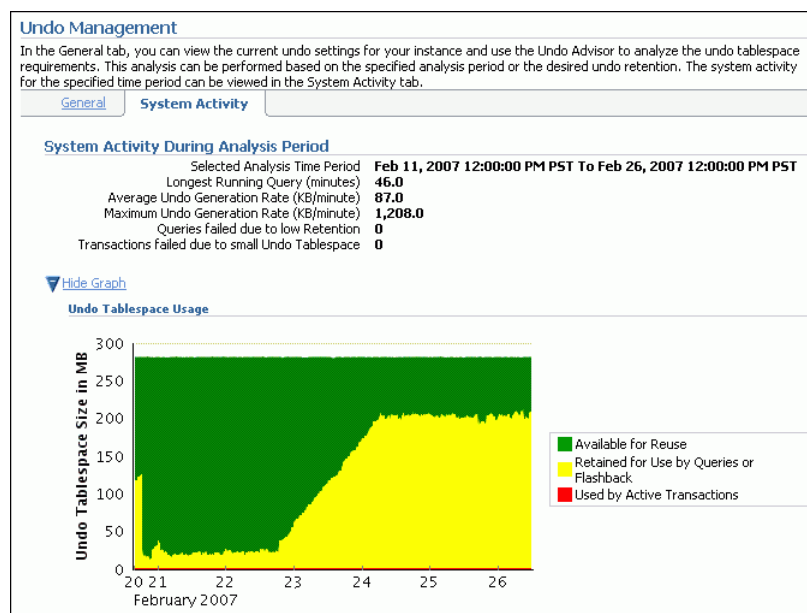 Undo Management
In the General tab, you can view the current undo settings for your instance and use the Undo Advisor to analyze the undo tablespace
requirements. This analysis can be performed based on the specified analysis period or the desired undo retention. The system activity
for the specified time period can be viewed in the System Activity tab.
General System Activity
System Activity During Analysis Period
Selected Analysis Time Period Feb 11, 2007 12:00:00 PM PST To Feb 26, 2007 12:00:00 PM PST
Longest Running Query (minutes) 46.0
Average Undo Generation Rate (KB/minute) 87.0
Maximum Undo Generation Rate (KB/minute) 1,208.0
Queries failed due to low Retention 0
Transactions failed due to small Undo Tablespace 0
Hide Graph
Undo Tablespace Usage
Undo Tablespace Size in MB
300
250
200
150
100
50
0
20 21 22 23 24 25 26
February 2007
Available for Reuse
Retained for Use by Queries or
Flashback
Used by Active Transactions